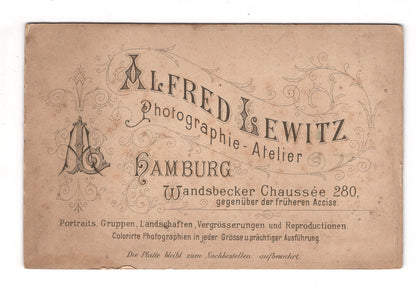 ALFRED LEWITZ
Photographie-Atelier
AL
HAMBURG
Wandsbecker Chaussée 280,
gegenüber der früheren Accise.
Portraits, Gruppen, Landschaften, Vergrösserungen und Reproductionen.
Colorirte Photographien in jeder Grösse u. prächtiger Ausführung.
Die Platte bleibt zum Nachbestellen aufbewahrt.